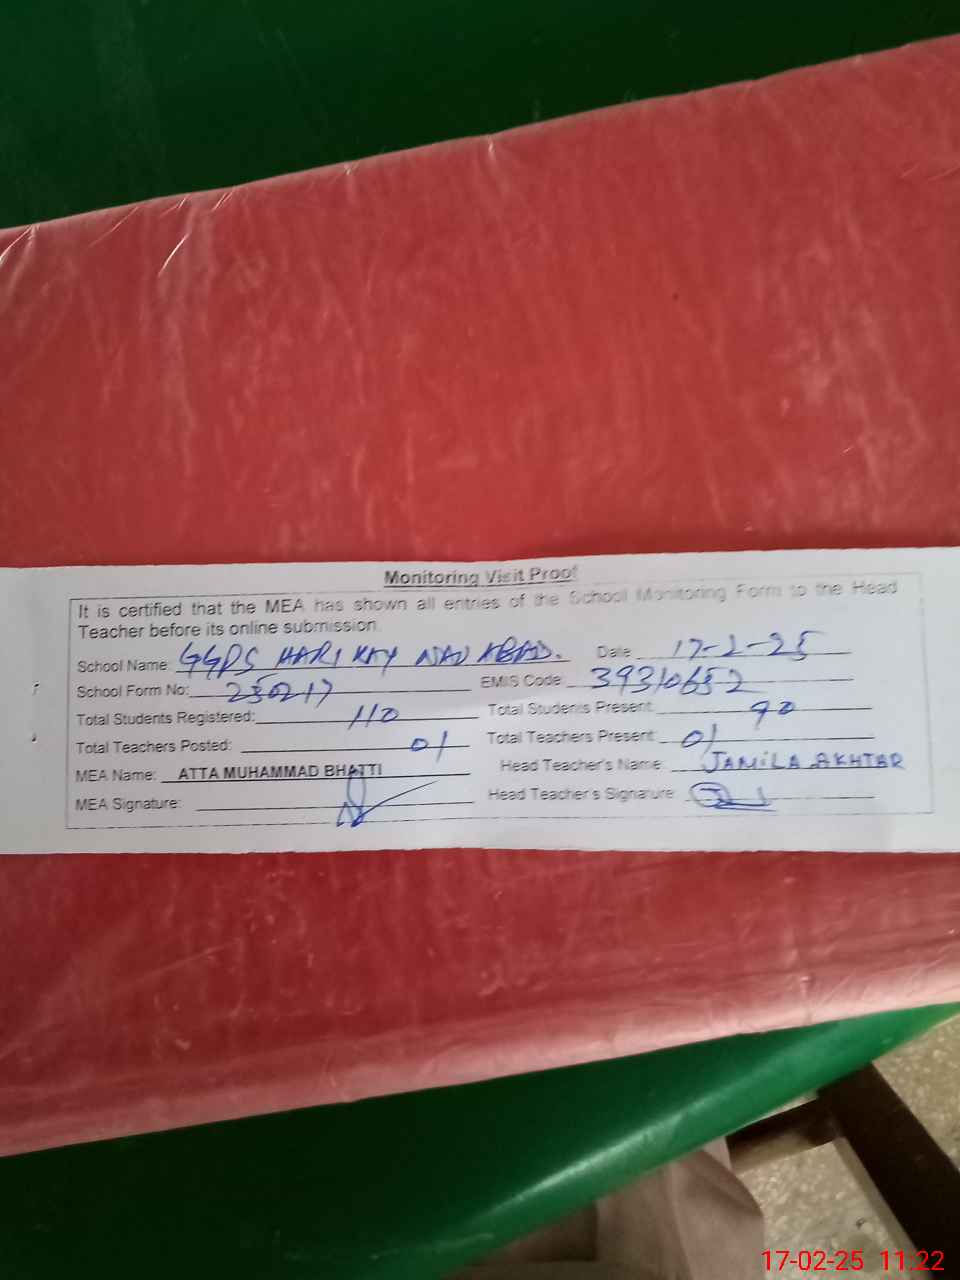 Monitoring Visit Proof
It is certified that the MEA has shown all entries of the School Monitoring Form to the Head
Teacher before its online submission.
School Name: GGPS HARI KAY NAU ABAD. Date 17-2-25
School Form No: 250217 EMIS Code: 39310652
Total Students Registered: 110 Total Students Present: 90
Total Teachers Posted: 01 Total Teachers Present: 01
MEA Name: ATTA MUHAMMAD BHATTI Head Teacher's Name: JAMILA AKHTAR
MEA Signature: Head Teacher's Signature:
17-02-25 11:22